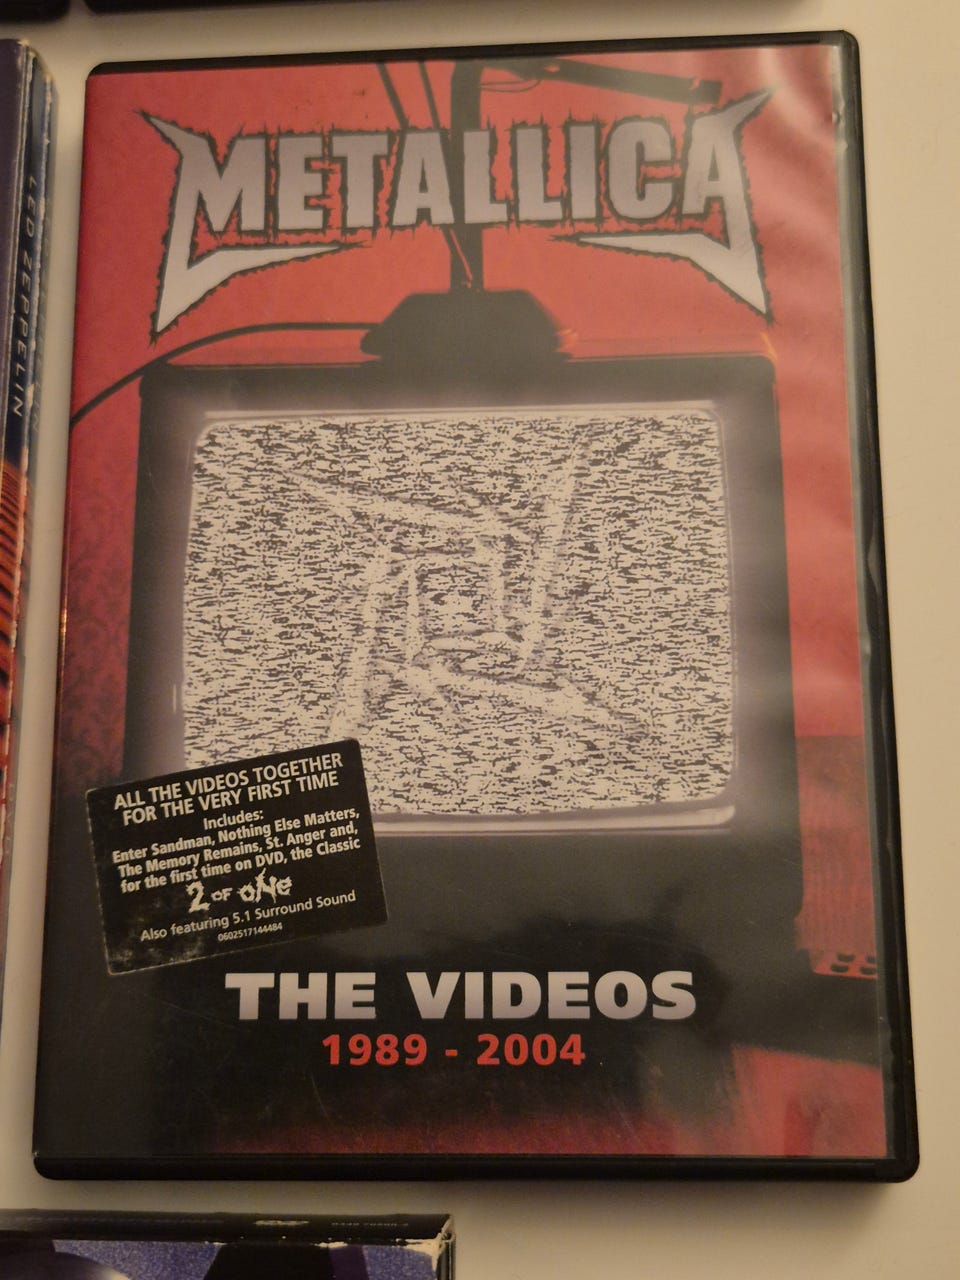 METALLICA
LED ZEPPELIN
ALL THE VIDEOS TOGETHER
FOR THE VERY FIRST TIME
Includes:
Enter Sandman, Nothing Else Matters,
The Memory Remains, St. Anger and,
for the first time on DVD, the Classic
2 OF ONE
Also featuring 5.1 Surround Sound
0602517144484
THE VIDEOS
1989 - 2004